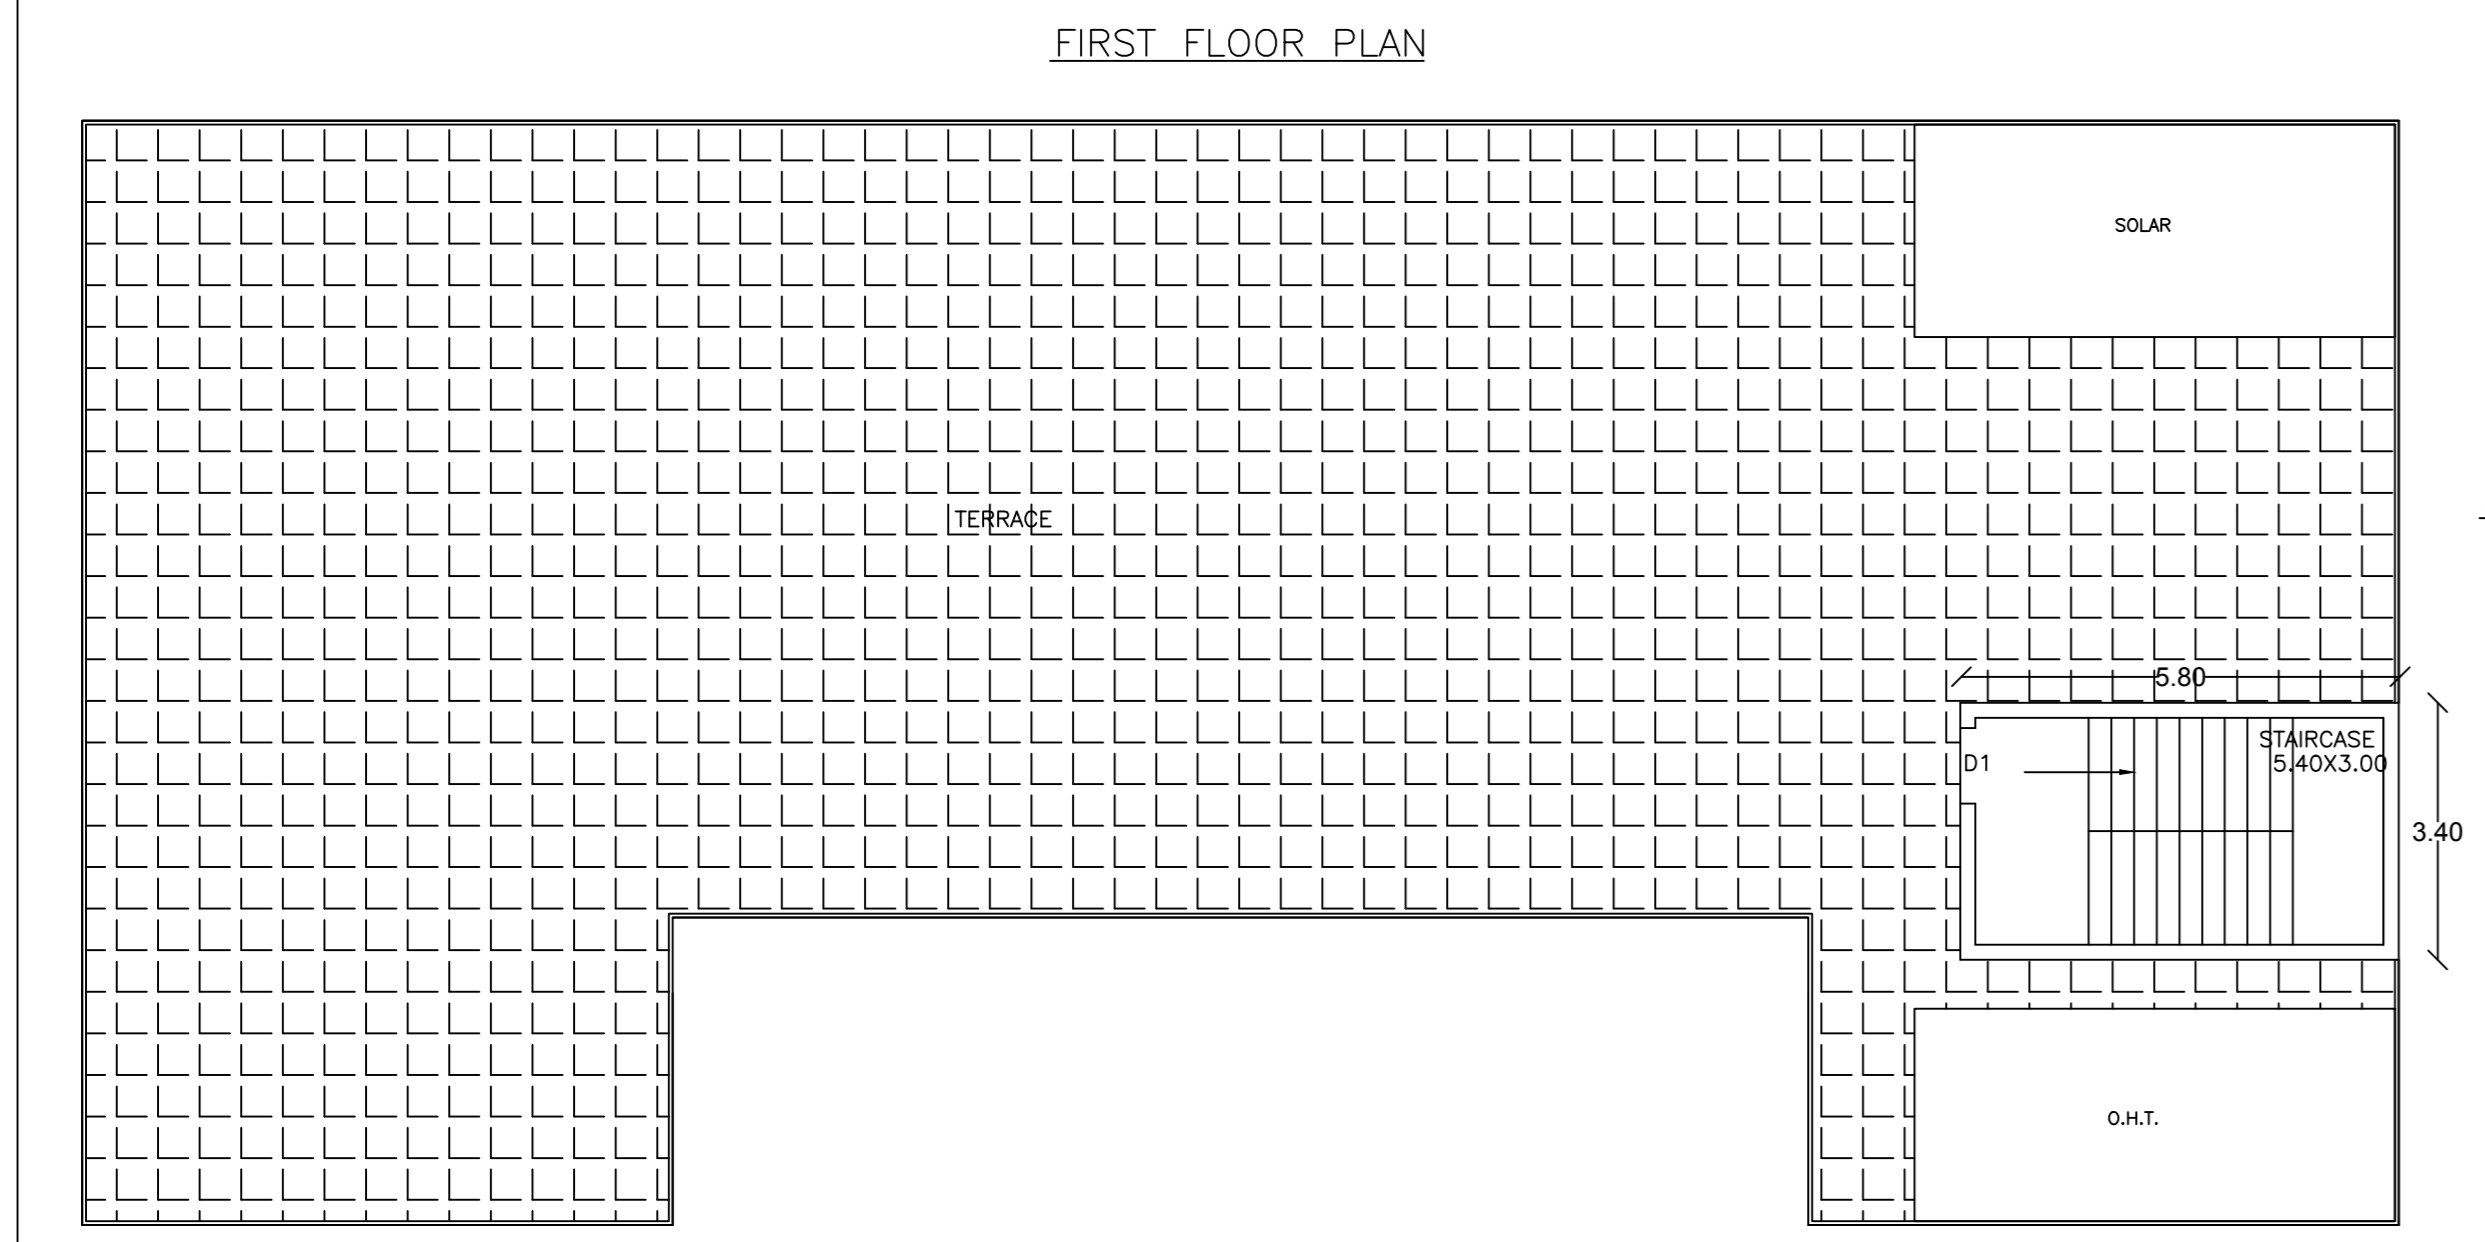 FIRST FLOOR PLAN
SOLAR
TERRACE
5.80
STAIRCASE
5.40X3.00
D1
3.40
O.H.T.